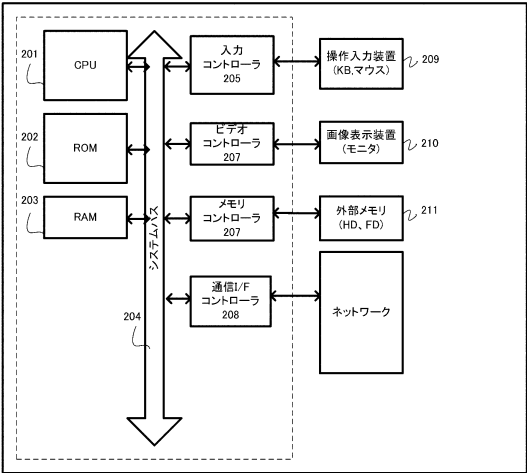 201
CPU
入力
コントローラ
205
操作入力装置
(KB,マウス)
209
202
ROM
ビデオ
コントローラ
207
画像表示装置
(モニタ)
210
203
RAM
システムバス
メモリ
コントローラ
207
外部メモリ
(HD、FD)
211
204
通信I/F
コントローラ
208
ネットワーク